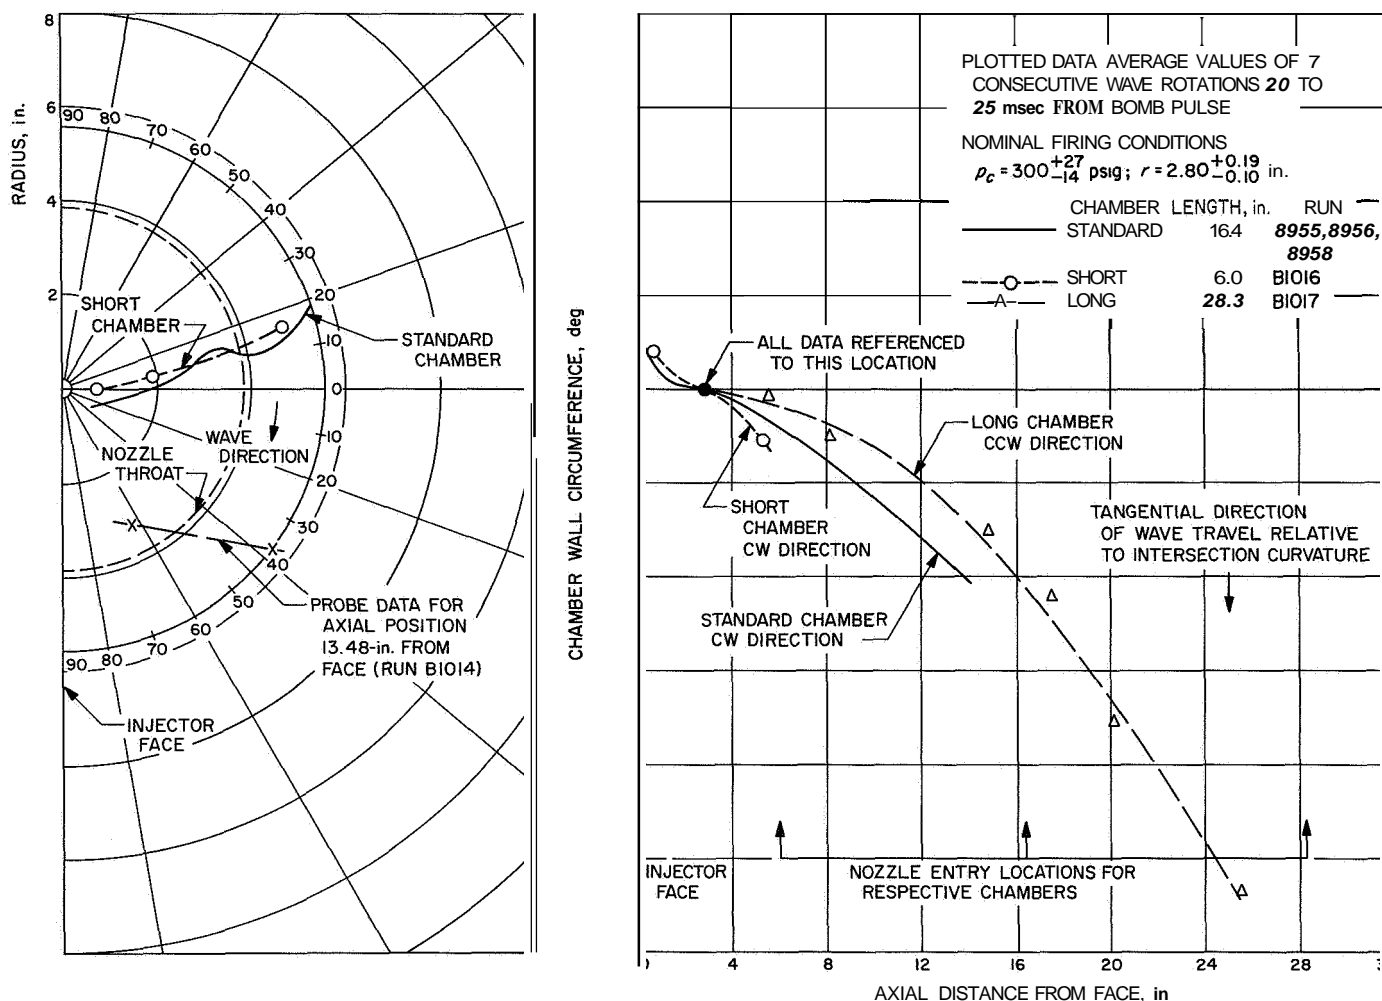 8
6
4
2
RADIUS, in.
90 80 70 60 50 40 30 20 10 0 10 20 30 40 50 60 70 80 90
SHORT
CHAMBER
STANDARD
CHAMBER
WAVE
DIRECTION
NOZZLE
THROAT
PROBE DATA FOR
AXIAL POSITION
13.48-in. FROM
FACE (RUN B1014)
INJECTOR
FACE
CHAMBER WALL CIRCUMFERENCE, deg
PLOTTED DATA AVERAGE VALUES OF 7
CONSECUTIVE WAVE ROTATIONS 20 TO
25 msec FROM BOMB PULSE
NOMINAL FIRING CONDITIONS
pc = 300 +27 -14 psig; r = 2.80 +0.19 -0.10 in.
CHAMBER LENGTH, in. RUN
STANDARD 16.4 8955,8956,
8958
SHORT 6.0 B1016
LONG 28.3 B1017
ALL DATA REFERENCED
TO THIS LOCATION
LONG CHAMBER
CCW DIRECTION
SHORT
CHAMBER
CW DIRECTION
TANGENTIAL DIRECTION
OF WAVE TRAVEL RELATIVE
TO INTERSECTION CURVATURE
STANDARD CHAMBER
CW DIRECTION
INJECTOR
FACE
NOZZLE ENTRY LOCATIONS FOR
RESPECTIVE CHAMBERS
4 8 12 16 20 24 28
AXIAL DISTANCE FROM FACE, in